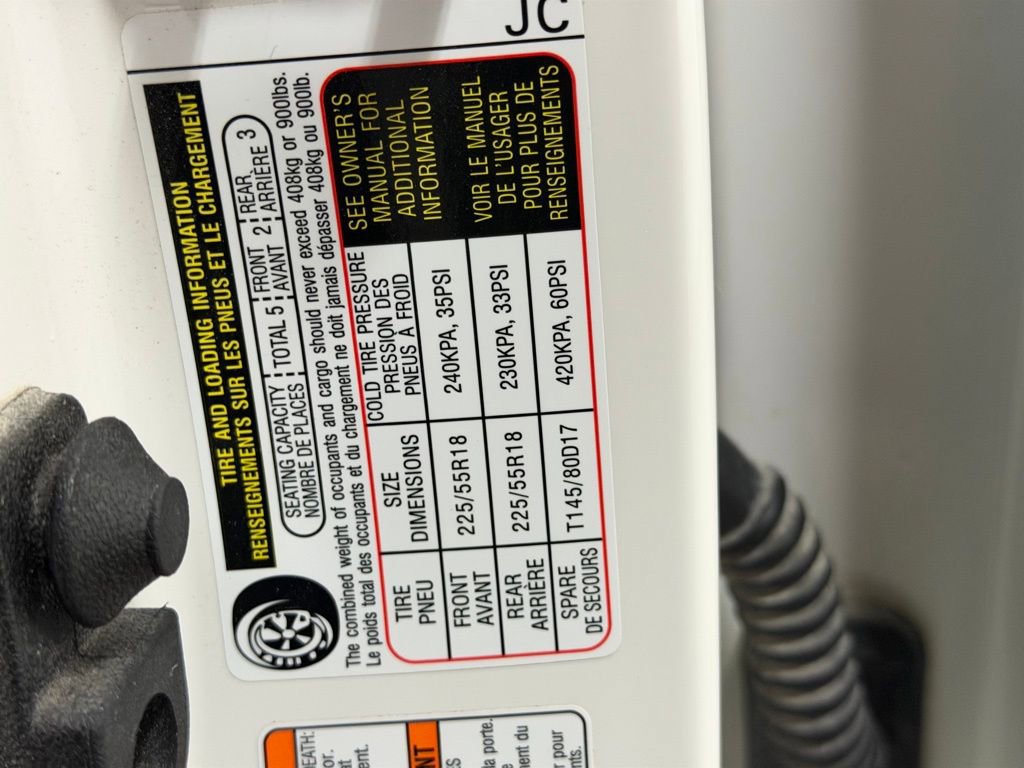 JC
TIRE AND LOADING INFORMATION
RENSEIGNEMENTS SUR LES PNEUS ET LE CHARGEMENT
SEATING CAPACITY TOTAL 5 FRONT 2 REAR 3
NOMBRE DE PLACES AVANT ARRIÈRE
The combined weight of occupants and cargo should never exceed 408kg or 900lbs.
Le poids total des occupants et du chargement ne doit jamais dépasser 408kg ou 900lb.
TIRE SIZE COLD TIRE PRESSURE
PNEU DIMENSIONS PRESSION DES
PNEUS À FROID
FRONT 225/55R18 240KPA, 35PSI
AVANT
REAR 225/55R18 230KPA, 33PSI
ARRIÈRE
SPARE T145/80D17 420KPA, 60PSI
DE SECOURS
SEE OWNER'S
MANUAL FOR
ADDITIONAL
INFORMATION
VOIR LE MANUEL
DE L'USAGER
POUR PLUS DE
RENSEIGNEMENTS
la porte.